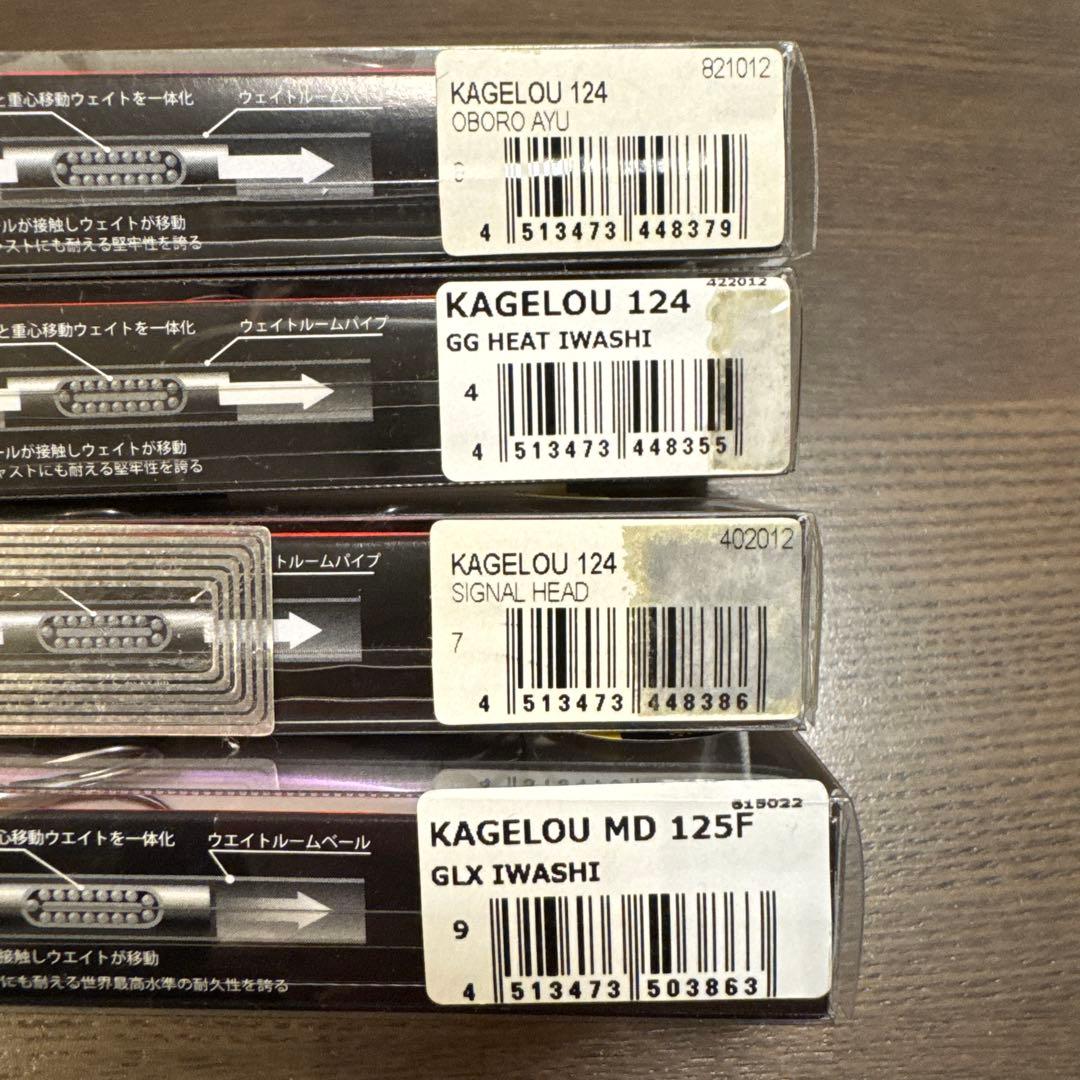 と重心移動ウェイトを一体化
ウェイトルームパイプ
ールが接触しウェイトが移動
ャストにも耐える堅牢性を誇る
821012
KAGELOU 124
OBORO AYU
4 513473 448379
と重心移動ウェイトを一体化
ウェイトルームパイプ
ールが接触しウェイトが移動
ャストにも耐える堅牢性を誇る
422012
KAGELOU 124
GG HEAT IWASHI
4
4 513473 448355
トルームパイプ
402012
KAGELOU 124
SIGNAL HEAD
7
4 513473 448386
心移動ウエイトを一体化
ウエイトルームベール
接触しウエイトが移動
にも耐える世界最高水準の耐久性を誇る
615022
KAGELOU MD 125F
GLX IWASHI
9
4 513473 503863